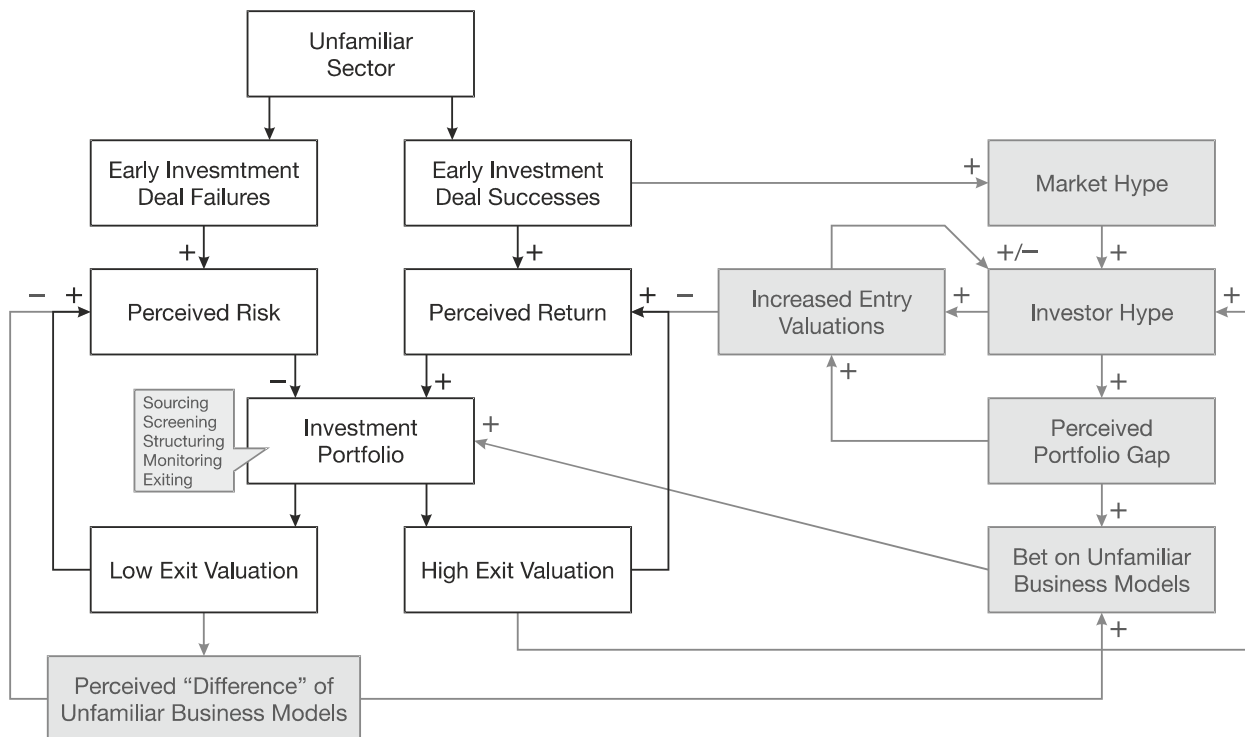 Unfamiliar
Sector
Early Invesmtment
Deal Failures
Early Investment
Deal Successes
+
Market Hype
+
+
+/−
+
−
+
Perceived Risk
Perceived Return
+
−
Increased Entry
Valuations
+
Investor Hype
+
−
+
+
+
Sourcing
Screening
Structuring
Monitoring
Exiting
Investment
Portfolio
+
Perceived
Portfolio Gap
+
Low Exit Valuation
High Exit Valuation
Bet on Unfamiliar
Business Models
+
Perceived “Difference” of
Unfamiliar Business Models